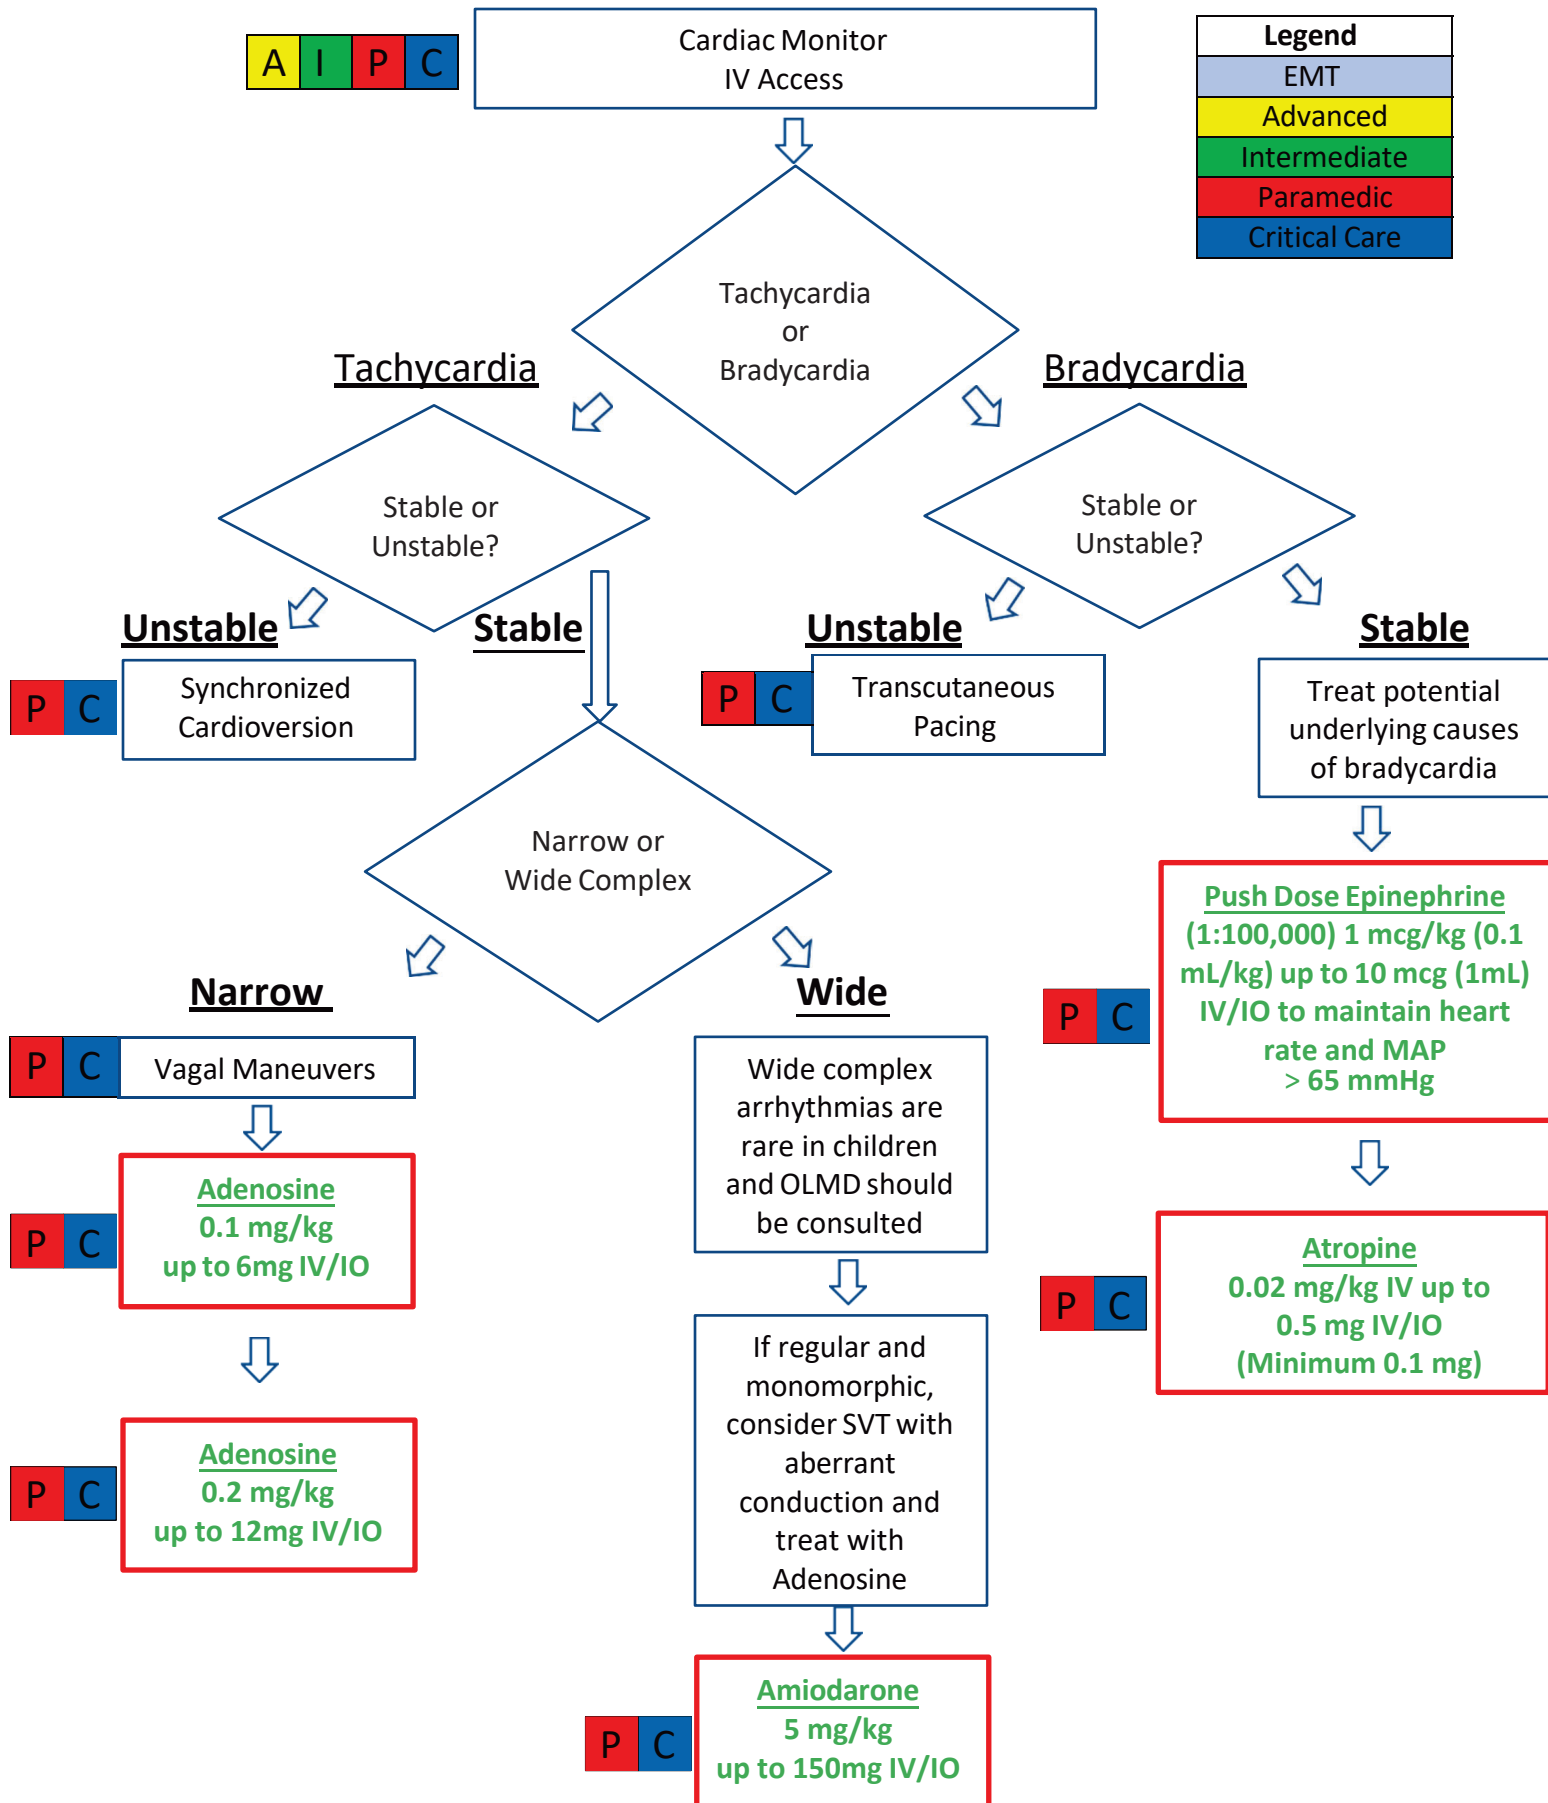 A I P C
Cardiac Monitor
IV Access
Legend
EMT
Advanced
Intermediate
Paramedic
Critical Care
Tachycardia
or
Bradycardia
Tachycardia
Bradycardia
Stable or
Unstable?
Stable or
Unstable?
Unstable
Stable
Unstable
Stable
P C
Synchronized
Cardioversion
P C
Transcutaneous
Pacing
Treat potential
underlying causes
of bradycardia
Narrow or
Wide Complex
Narrow
Wide
P C
Vagal Maneuvers
P C
Adenosine
0.1 mg/kg
up to 6mg IV/IO
P C
Adenosine
0.2 mg/kg
up to 12mg IV/IO
Wide complex
arrhythmias are
rare in children
and OLMD should
be consulted
If regular and
monomorphic,
consider SVT with
aberrant
conduction and
treat with
Adenosine
P C
Amiodarone
5 mg/kg
up to 150mg IV/IO
P C
Push Dose Epinephrine
(1:100,000) 1 mcg/kg (0.1
mL/kg) up to 10 mcg (1mL)
IV/IO to maintain heart
rate and MAP
> 65 mmHg
P C
Atropine
0.02 mg/kg IV up to
0.5 mg IV/IO
(Minimum 0.1 mg)